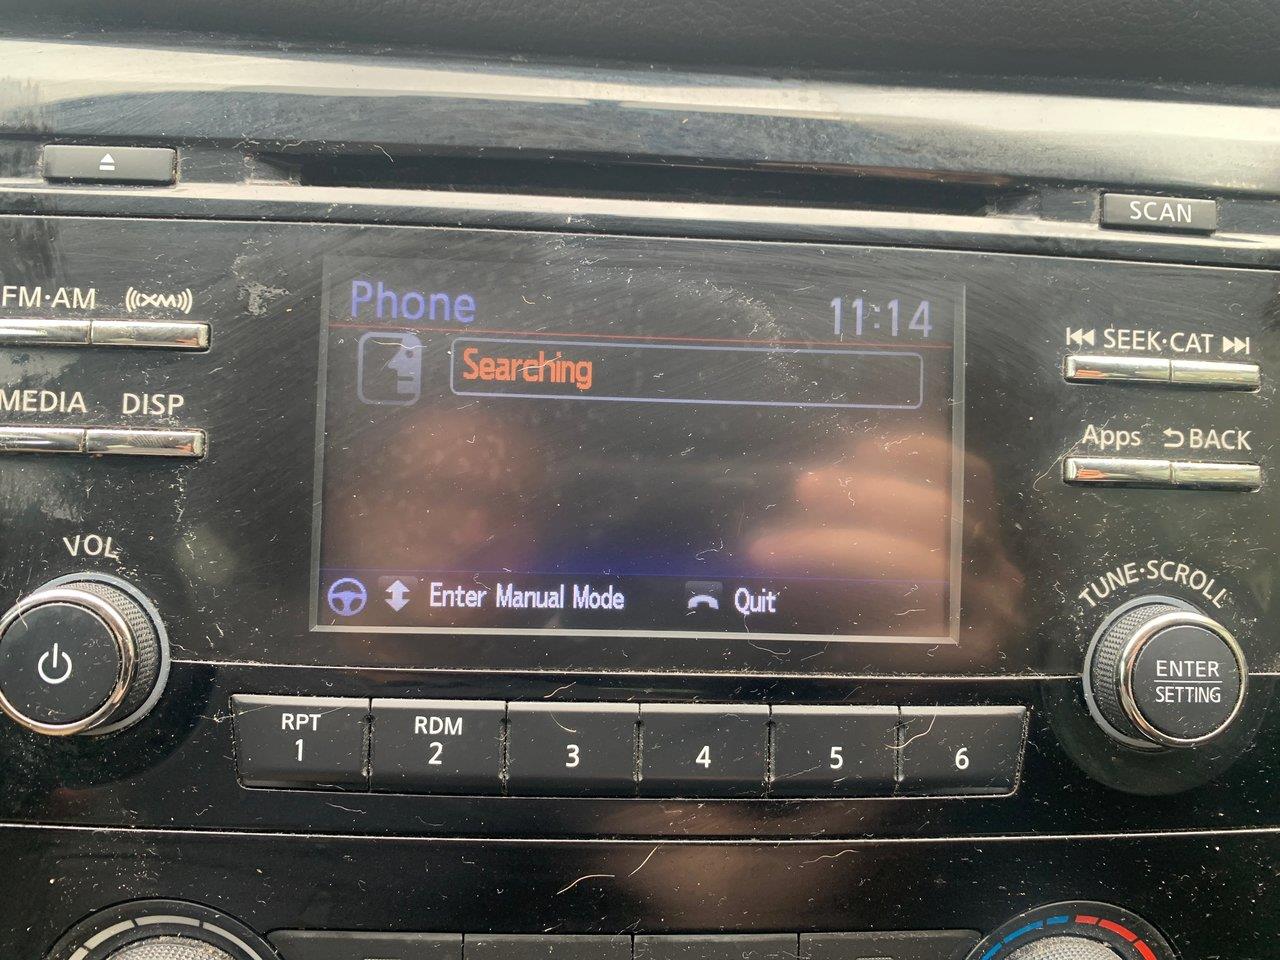 SCAN
FM·AM
XM
MEDIA
DISP
VOL
Phone
11:14
Searching
Enter Manual Mode
Quit
SEEK·CAT
Apps
BACK
TUNE·SCROLL
ENTER
SETTING
RPT
1
RDM
2
3
4
5
6